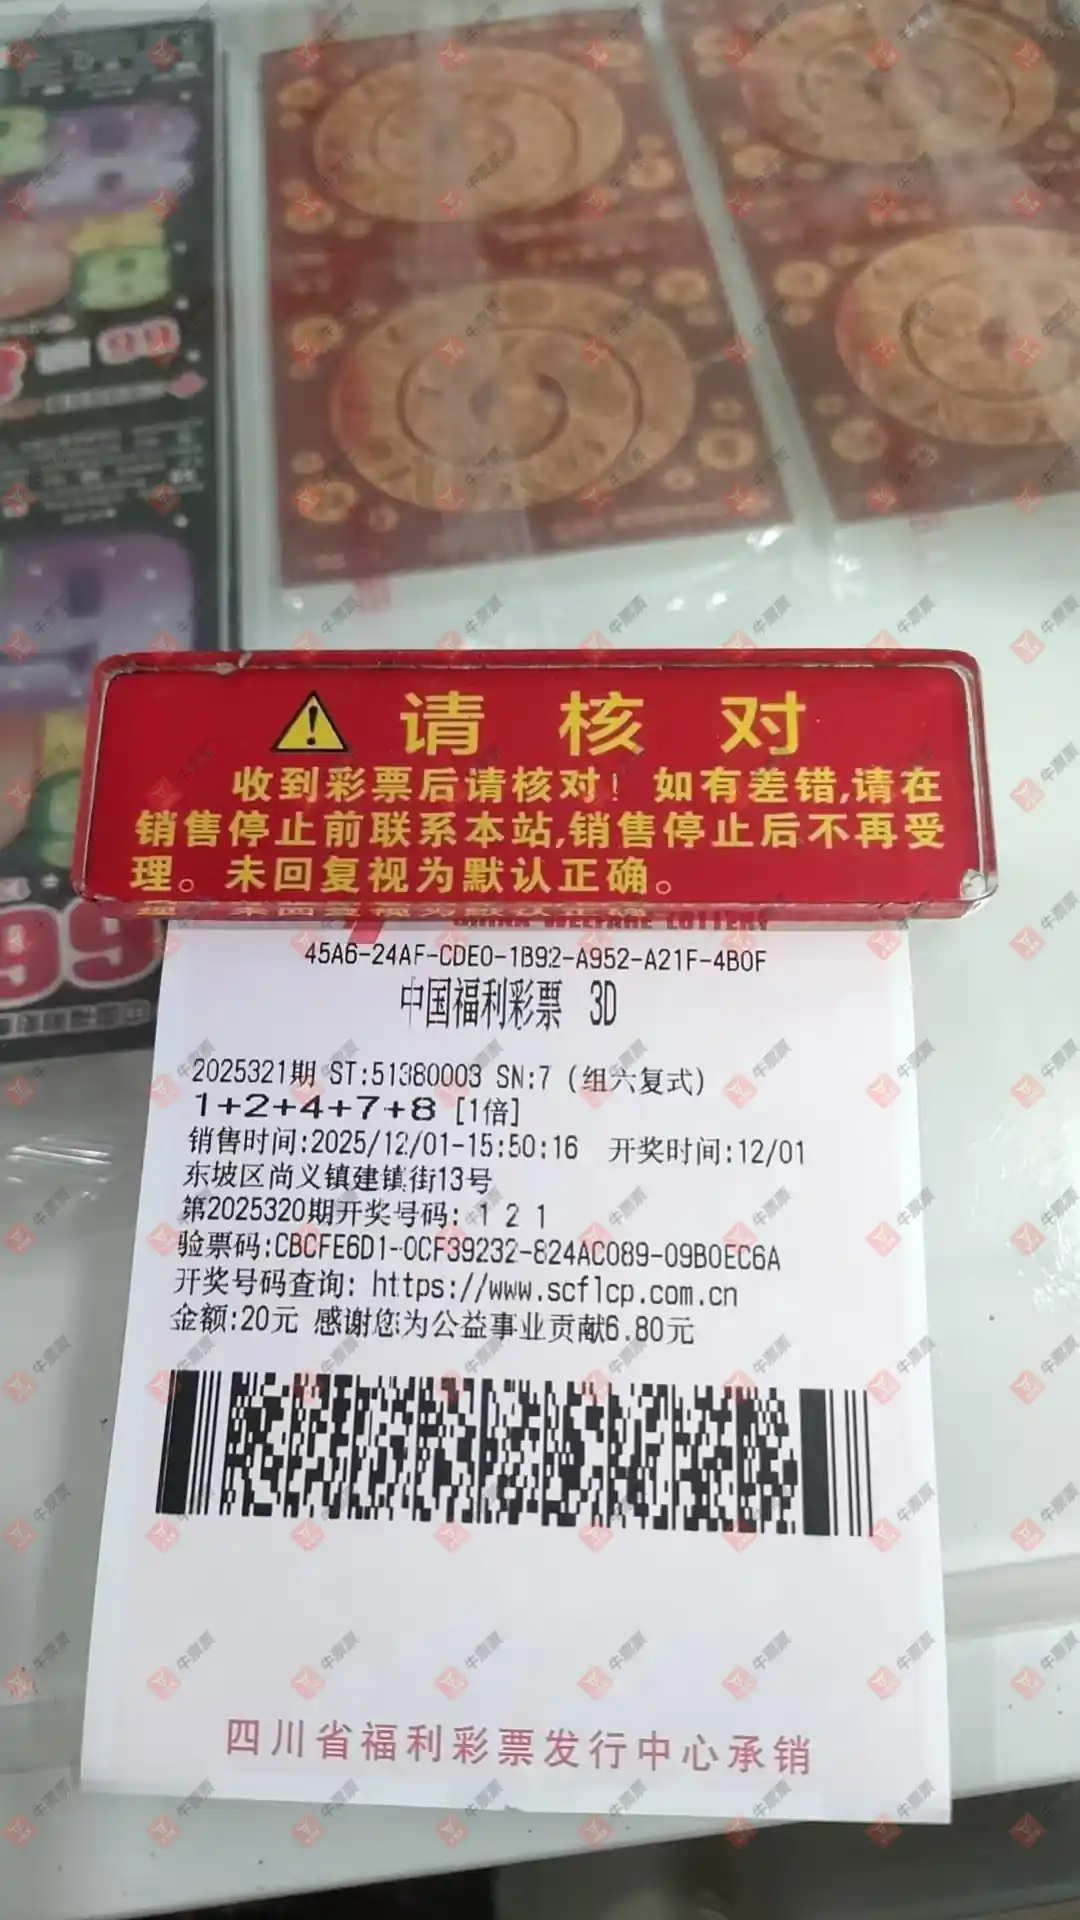 请核对
收到彩票后请核对！如有差错,请在
销售停止前联系本站,销售停止后不再受
理。未回复视为默认正确。
CHINA WELFARE LOTTERY
45A6-24AF-CDE0-1B92-A952-A21F-4B0F
中国福利彩票 3D
2025321期 ST:51380003 SN:7 (组六复式)
1+2+4+7+8 [1倍]
销售时间:2025/12/01-15:50:16 开奖时间:12/01
东坡区尚义镇建镇街13号
第2025320期开奖号码: 1 2 1
验票码:CBCFE6D1-0CF39232-824AC089-09B0EC6A
开奖号码查询: https://www.scflcp.com.cn
金额:20元 感谢您为公益事业贡献6.80元
四川省福利彩票发行中心承销
99
牛票票